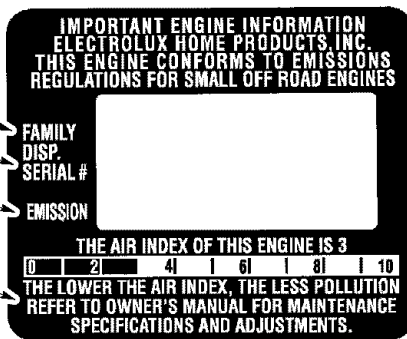 IMPORTANT ENGINE INFORMATION
ELECTROLUX HOME PRODUCTS, INC.
THIS ENGINE CONFORMS TO EMISSIONS
REGULATIONS FOR SMALL OFF ROAD ENGINES
FAMILY
DISP.
SERIAL #
EMISSION
THE AIR INDEX OF THIS ENGINE IS 3
0 2 4 6 8 10
THE LOWER THE AIR INDEX, THE LESS POLLUTION
REFER TO OWNER'S MANUAL FOR MAINTENANCE
SPECIFICATIONS AND ADJUSTMENTS.